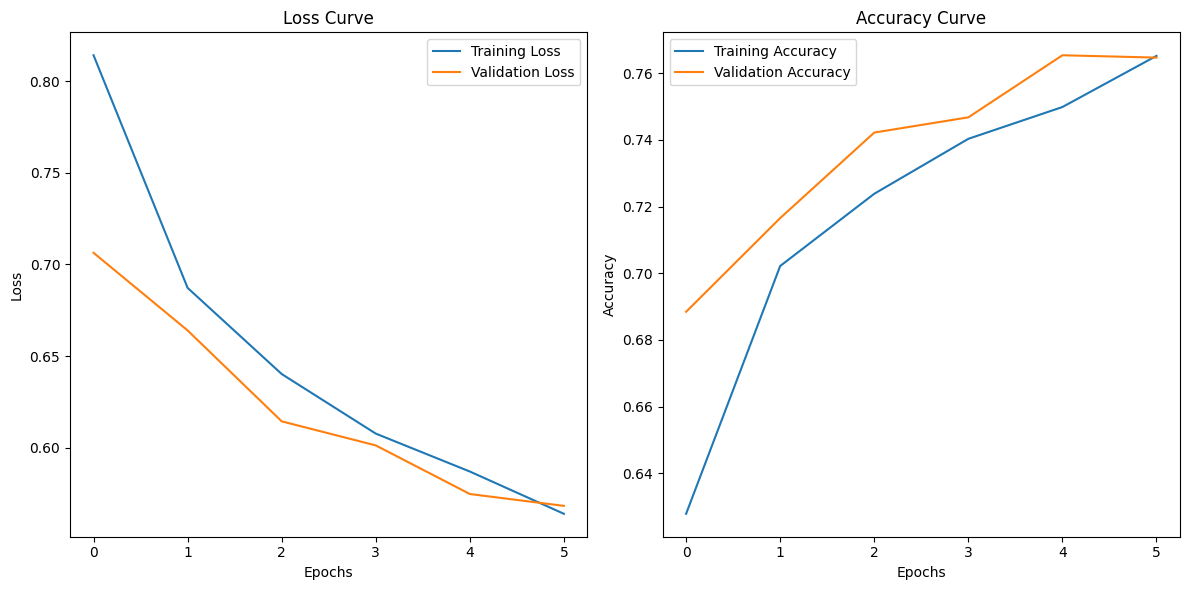 Loss Curve
Training Loss
Validation Loss
0.80
0.75
0.70
0.65
0.60
Loss
0 1 2 3 4 5
Epochs
Accuracy Curve
Training Accuracy
Validation Accuracy
0.76
0.74
0.72
0.70
0.68
0.66
0.64
Accuracy
0 1 2 3 4 5
Epochs